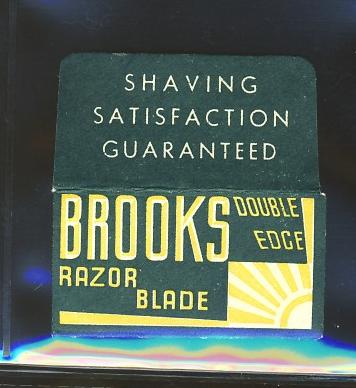 SHAVING
SATISFACTION
GUARANTEED
BROOKS DOUBLE
EDGE
RAZOR
BLADE